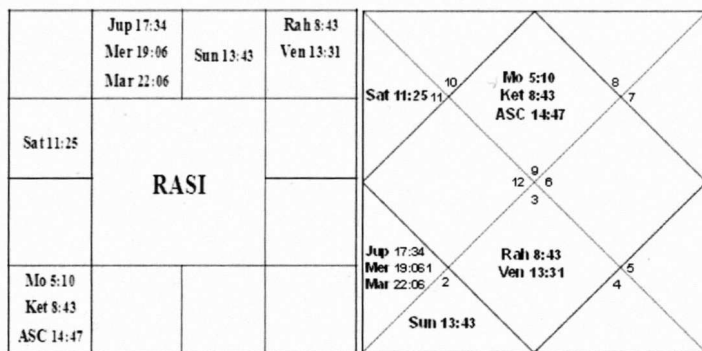 Jup 17:34
Mer 19:06
Mar 22:06
Sun 13:43
Rah 8:43
Ven 13:31
Sat 11:25
RASI
Mo 5:10
Ket 8:43
ASC 14:47
10
Mo 5:10
Ket 8:43
ASC 14:47
8
Sat 11:25
11
7
9
12
6
3
Jup 17:34
Mer 19:06
1
Mar 22:06
2
Rah 8:43
Ven 13:31
5
4
Sun 13:43